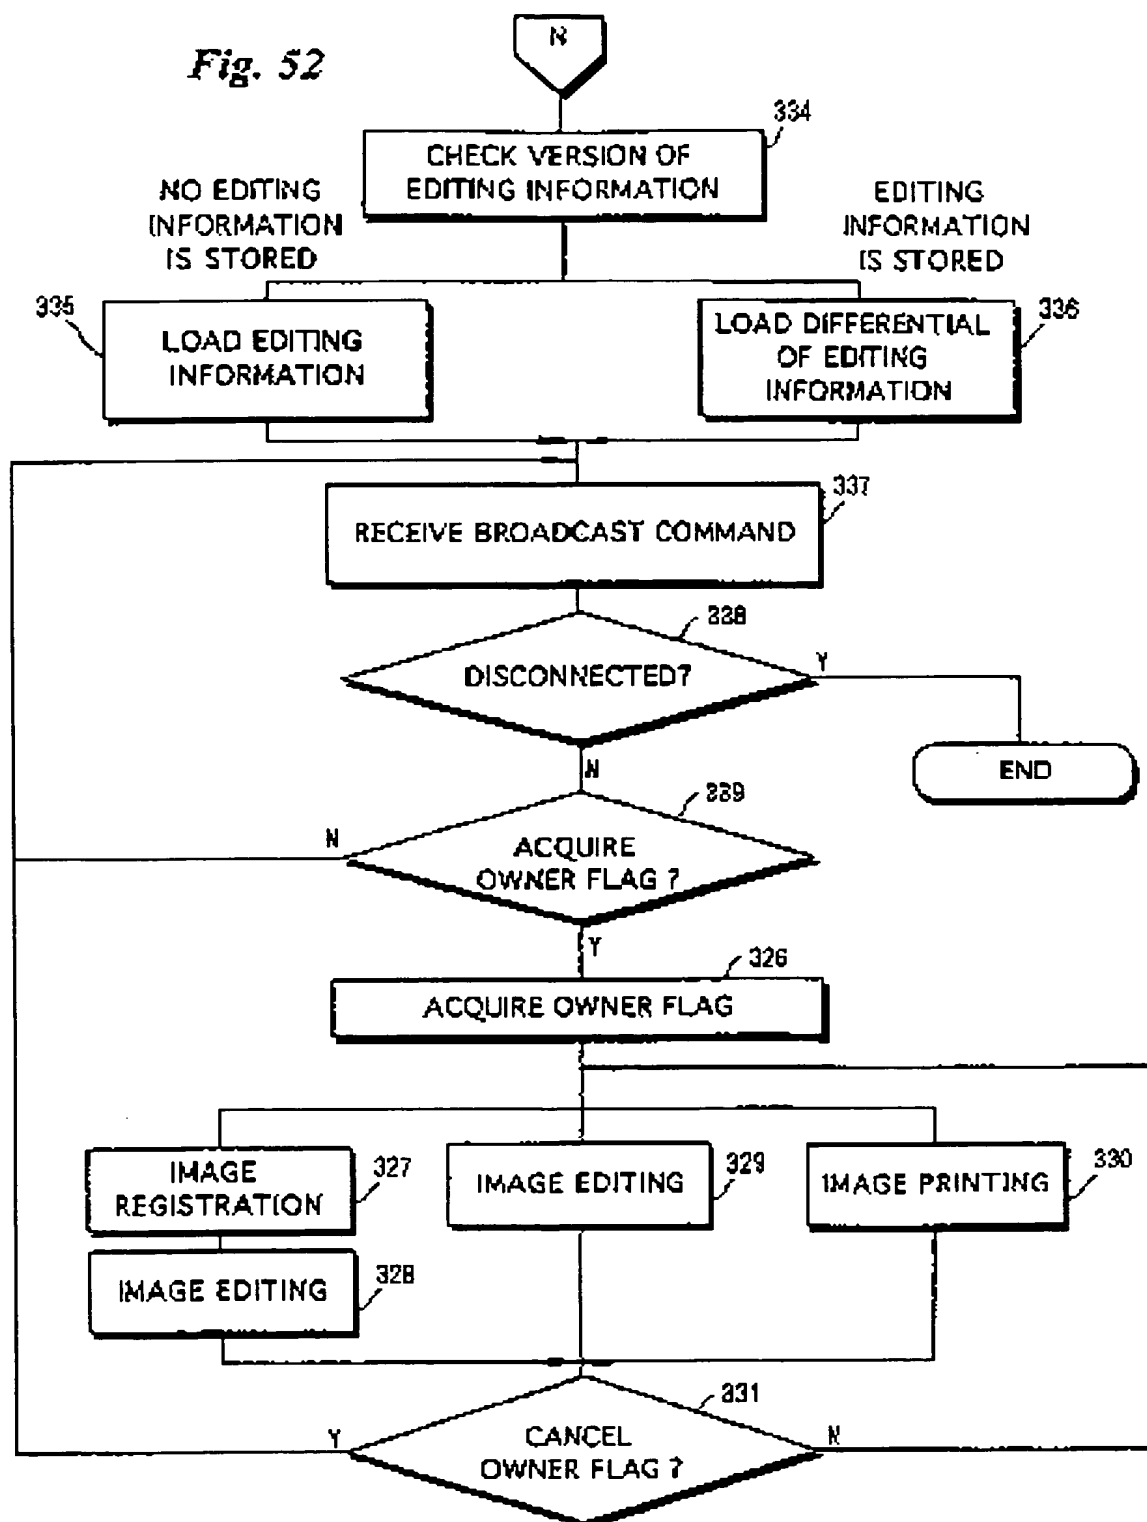 N
Fig. 52
334
CHECK VERSION OF
EDITING INFORMATION
NO EDITING
INFORMATION
IS STORED
EDITING
INFORMATION
IS STORED
335
LOAD EDITING
INFORMATION
LOAD DIFFERENTIAL
OF EDITING
INFORMATION
336
337
RECEIVE BROADCAST COMMAND
338
DISCONNECTED?
Y
END
N
339
N
ACQUIRE
OWNER FLAG ?
Y
326
ACQUIRE OWNER FLAG
IMAGE
REGISTRATION
327
IMAGE EDITING
329
IMAGE PRINTING
330
IMAGE EDITING
328
331
Y
CANCEL
OWNER FLAG ?
N